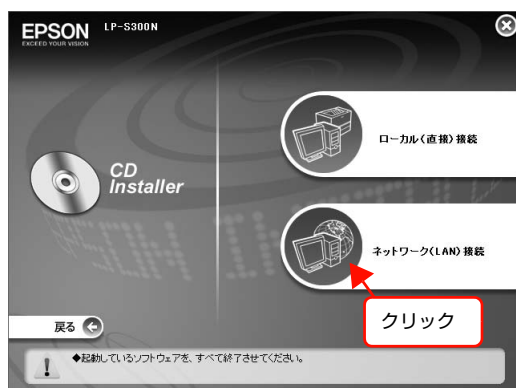 EPSON
EXCEED YOUR VISION
LP-S300N
ローカル(直接)接続
CD
Installer
ネットワーク(LAN)接続
クリック
戻る
◆起動しているソフトウェアを、すべて終了させてください。